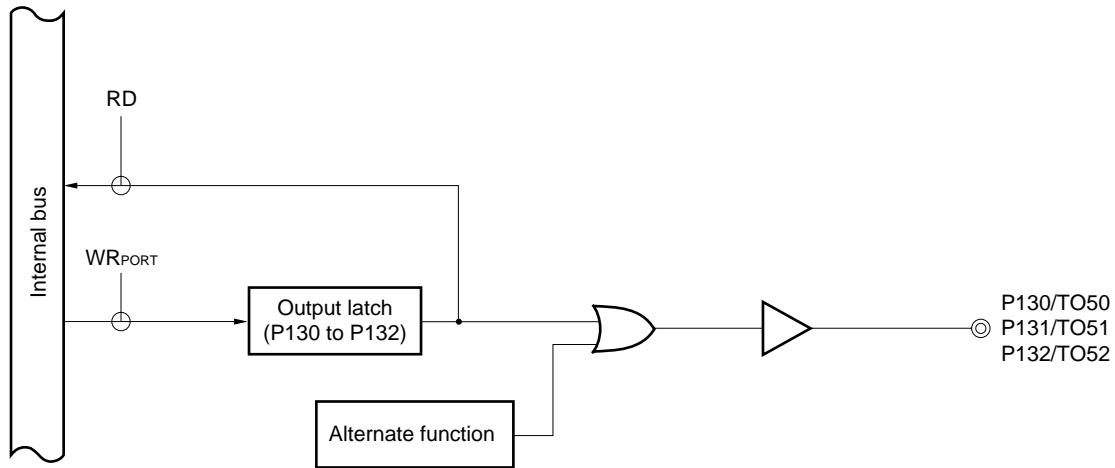 RD
Internal bus
WRPORT
Output latch
(P130 to P132)
P130/TO50
P131/TO51
P132/TO52
Alternate function